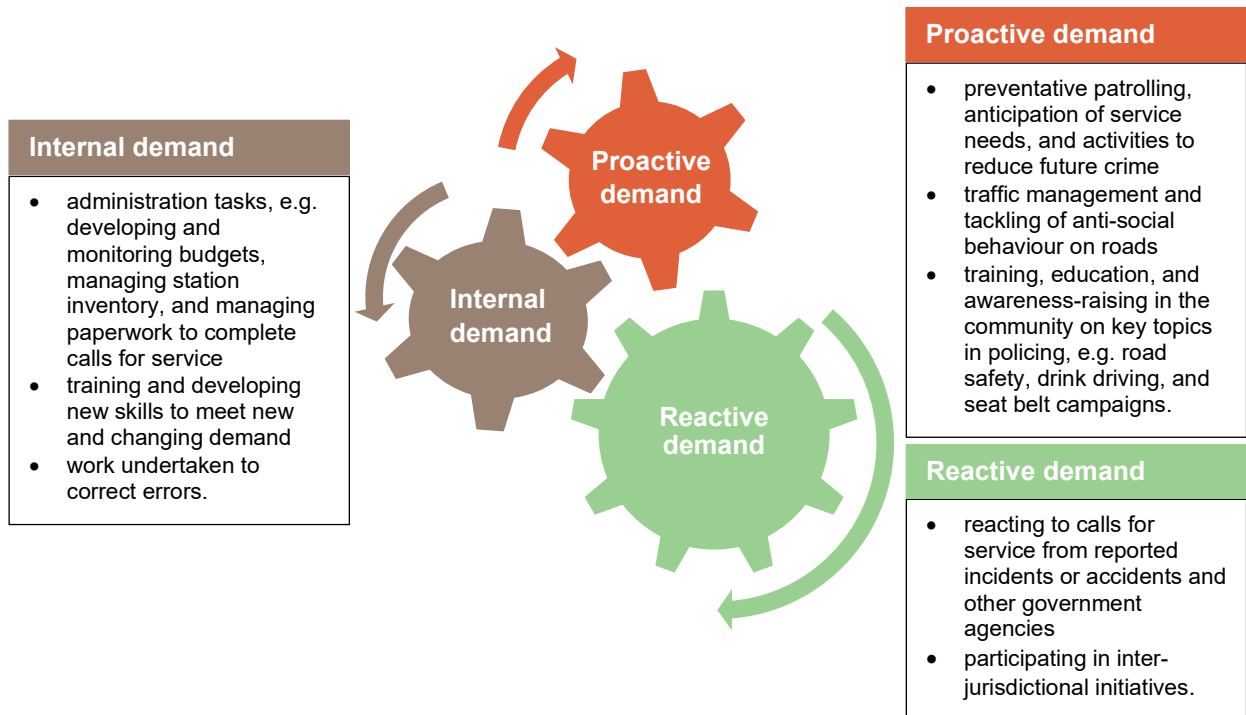 Internal demand
• administration tasks, e.g.
developing and
monitoring budgets,
managing station
inventory, and managing
paperwork to complete
calls for service
• training and developing
new skills to meet new
and changing demand
• work undertaken to
correct errors.
Proactive
demand
Internal
demand
Reactive
demand
Proactive demand
• preventative patrolling,
anticipation of service
needs, and activities to
reduce future crime
• traffic management and
tackling of anti-social
behaviour on roads
• training, education, and
awareness-raising in the
community on key topics
in policing, e.g. road
safety, drink driving, and
seat belt campaigns.
Reactive demand
• reacting to calls for
service from reported
incidents or accidents and
other government
agencies
• participating in inter-
jurisdictional initiatives.